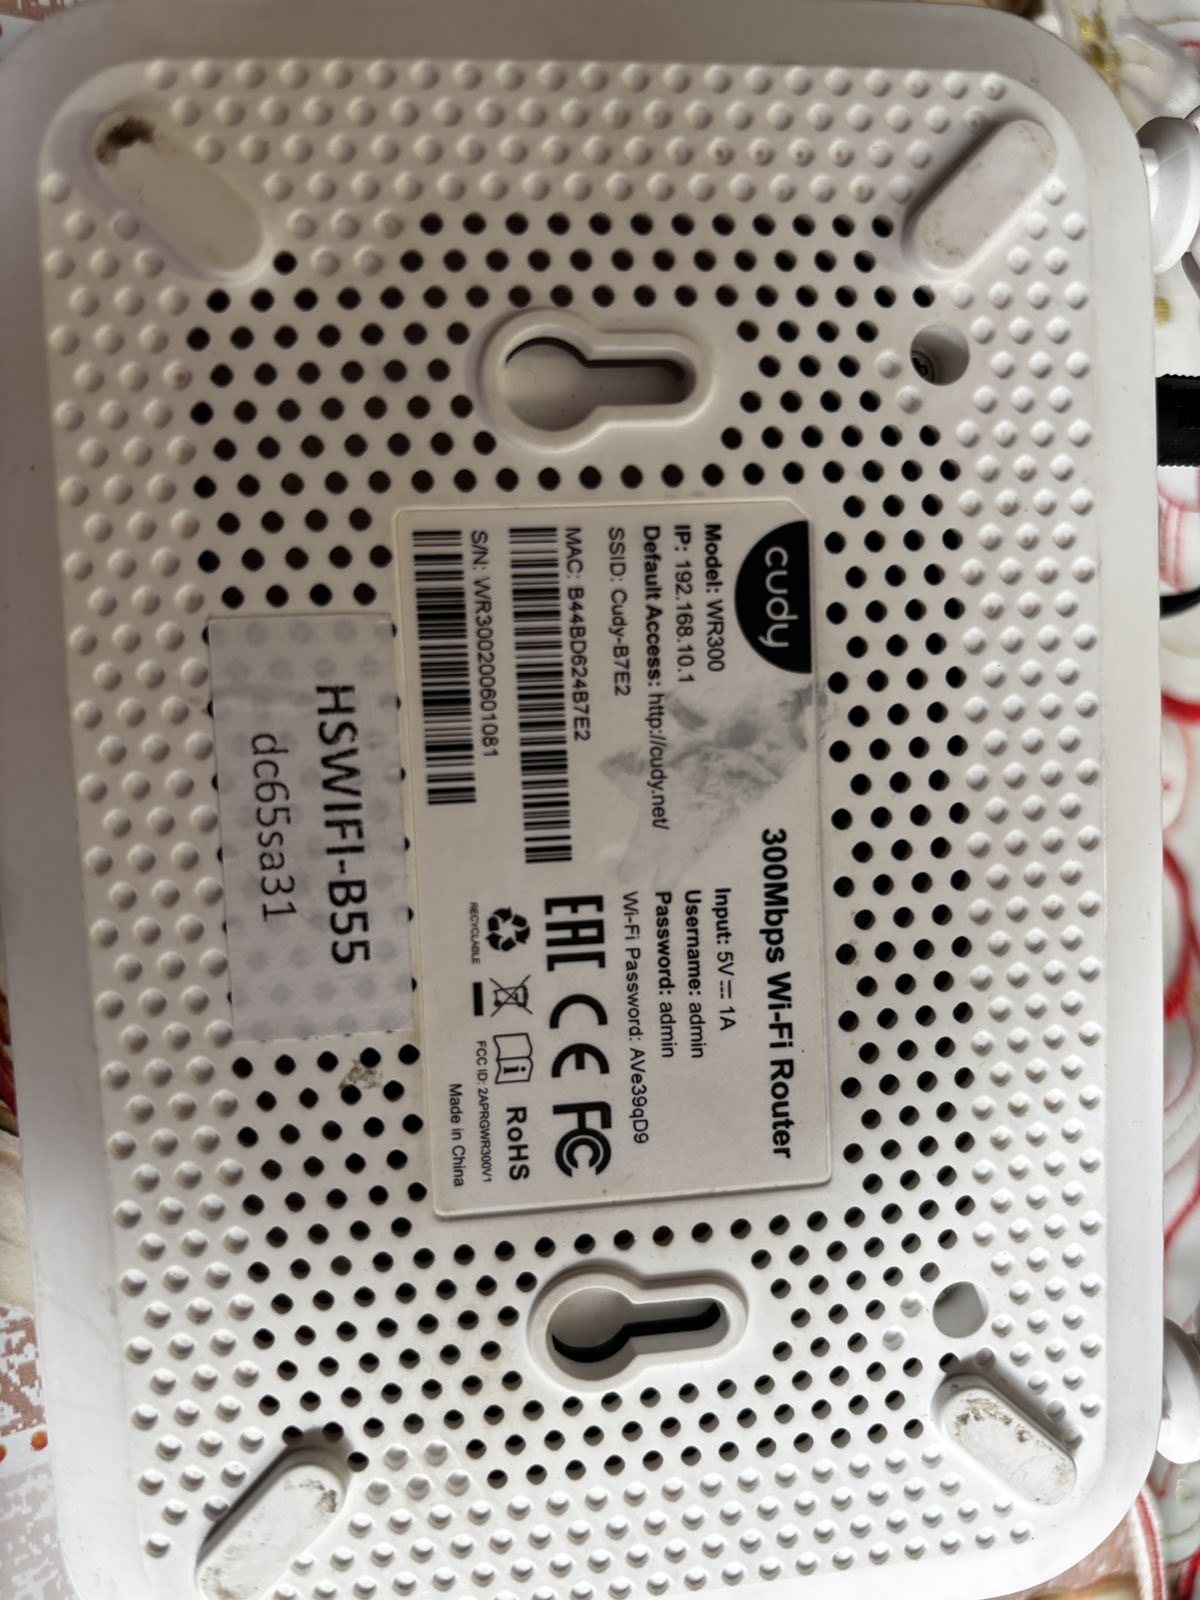 cudy
300Mbps Wi-Fi Router
Model: WR300
IP: 192.168.10.1
Default Access: http://cudy.net/
SSID: Cudy-B7E2
Input: 5V⎓1A
Username: admin
Password: admin
Wi-Fi Password: AVe39qD9
MAC: B44BD624B7E2
S/N: WR300200601081
EAC CE FC
RECYCLABLE
RoHS
FCC ID: 2APRGWR300V1
Made in China
HSWIFI-B55
dc65sa31